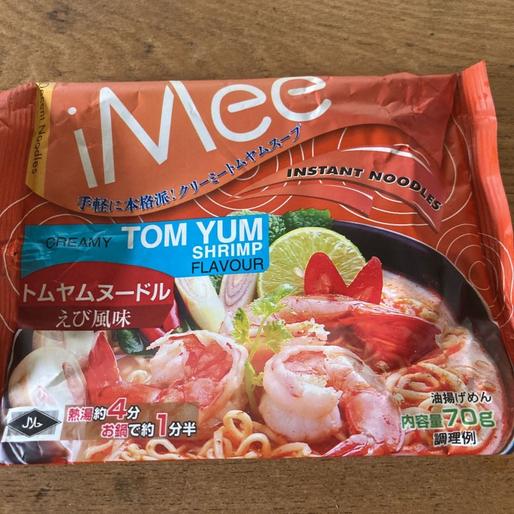 iMee
Instant Noodles
手軽に本格派！クリーミートムヤムスープ
INSTANT NOODLES
CREAMY TOM YUM
SHRIMP
FLAVOUR
トムヤムヌードル
えび風味
熱湯約4分
お鍋で約1分半
油揚げめん
内容量70g
調理例